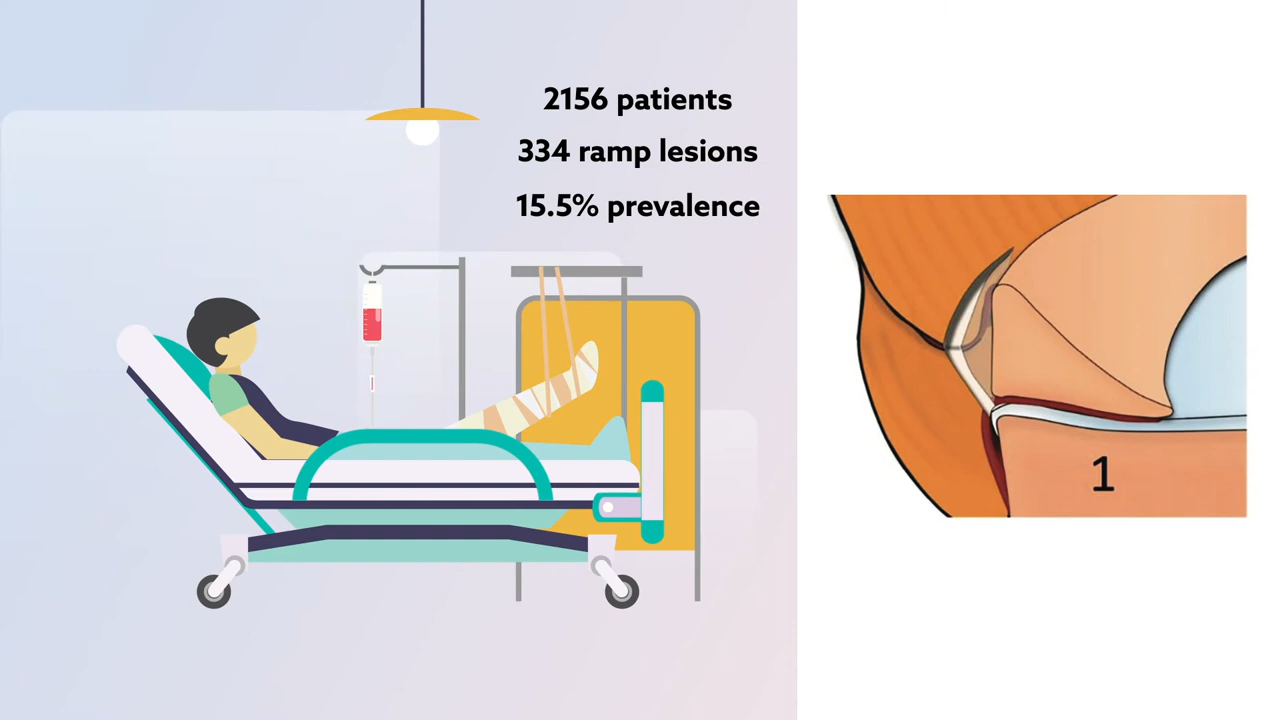 2156 patients
334 ramp lesions
15.5% prevalence
1